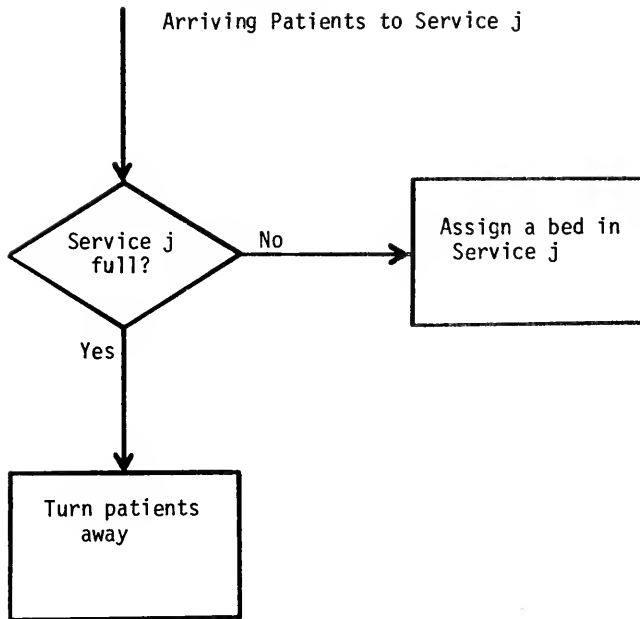 Arriving Patients to Service j
Service j
full?
No
Assign a bed in
Service j
Yes
Turn patients
away